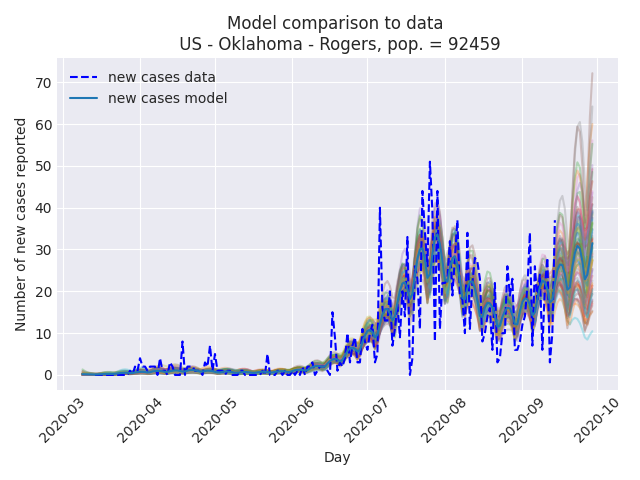 Model comparison to data
US - Oklahoma - Rogers, pop. = 92459
new cases data
new cases model
Number of new cases reported
70
60
50
40
30
20
10
0
2020-03
2020-04
2020-05
2020-06
2020-07
2020-08
2020-09
2020-10
Day